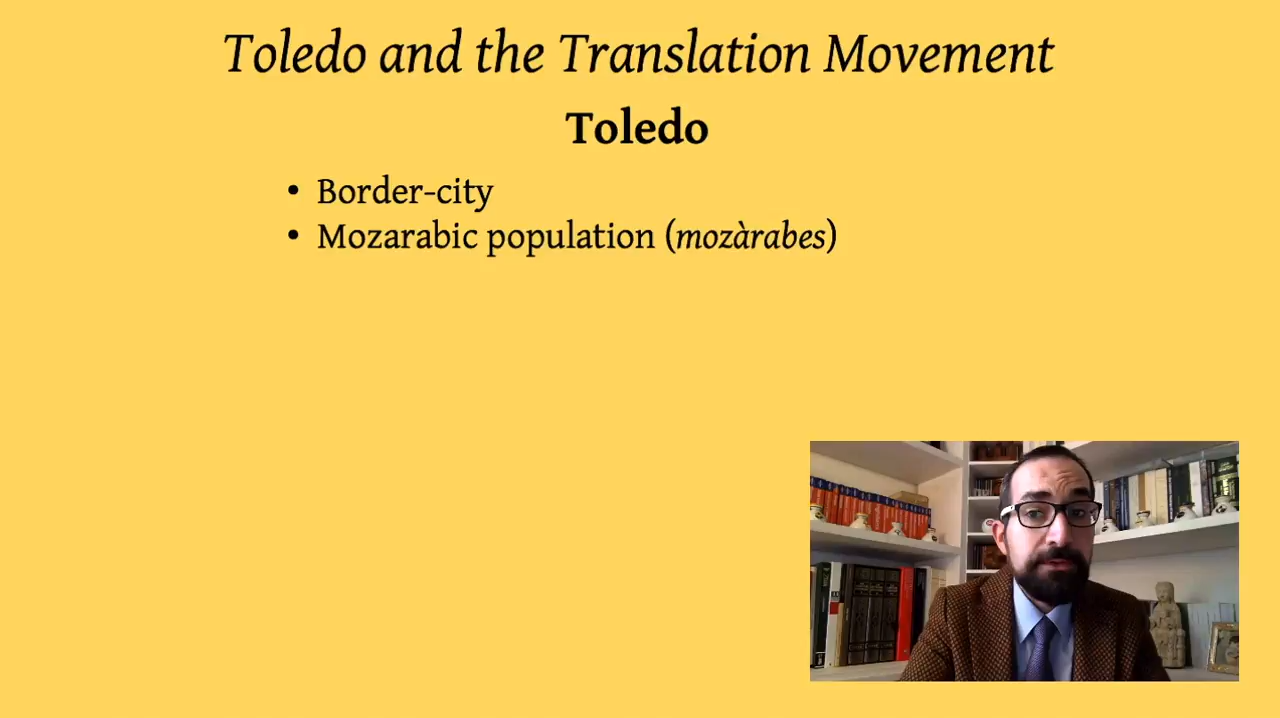 Toledo and the Translation Movement
Toledo
• Border-city
• Mozarabic population (mozàrabes)